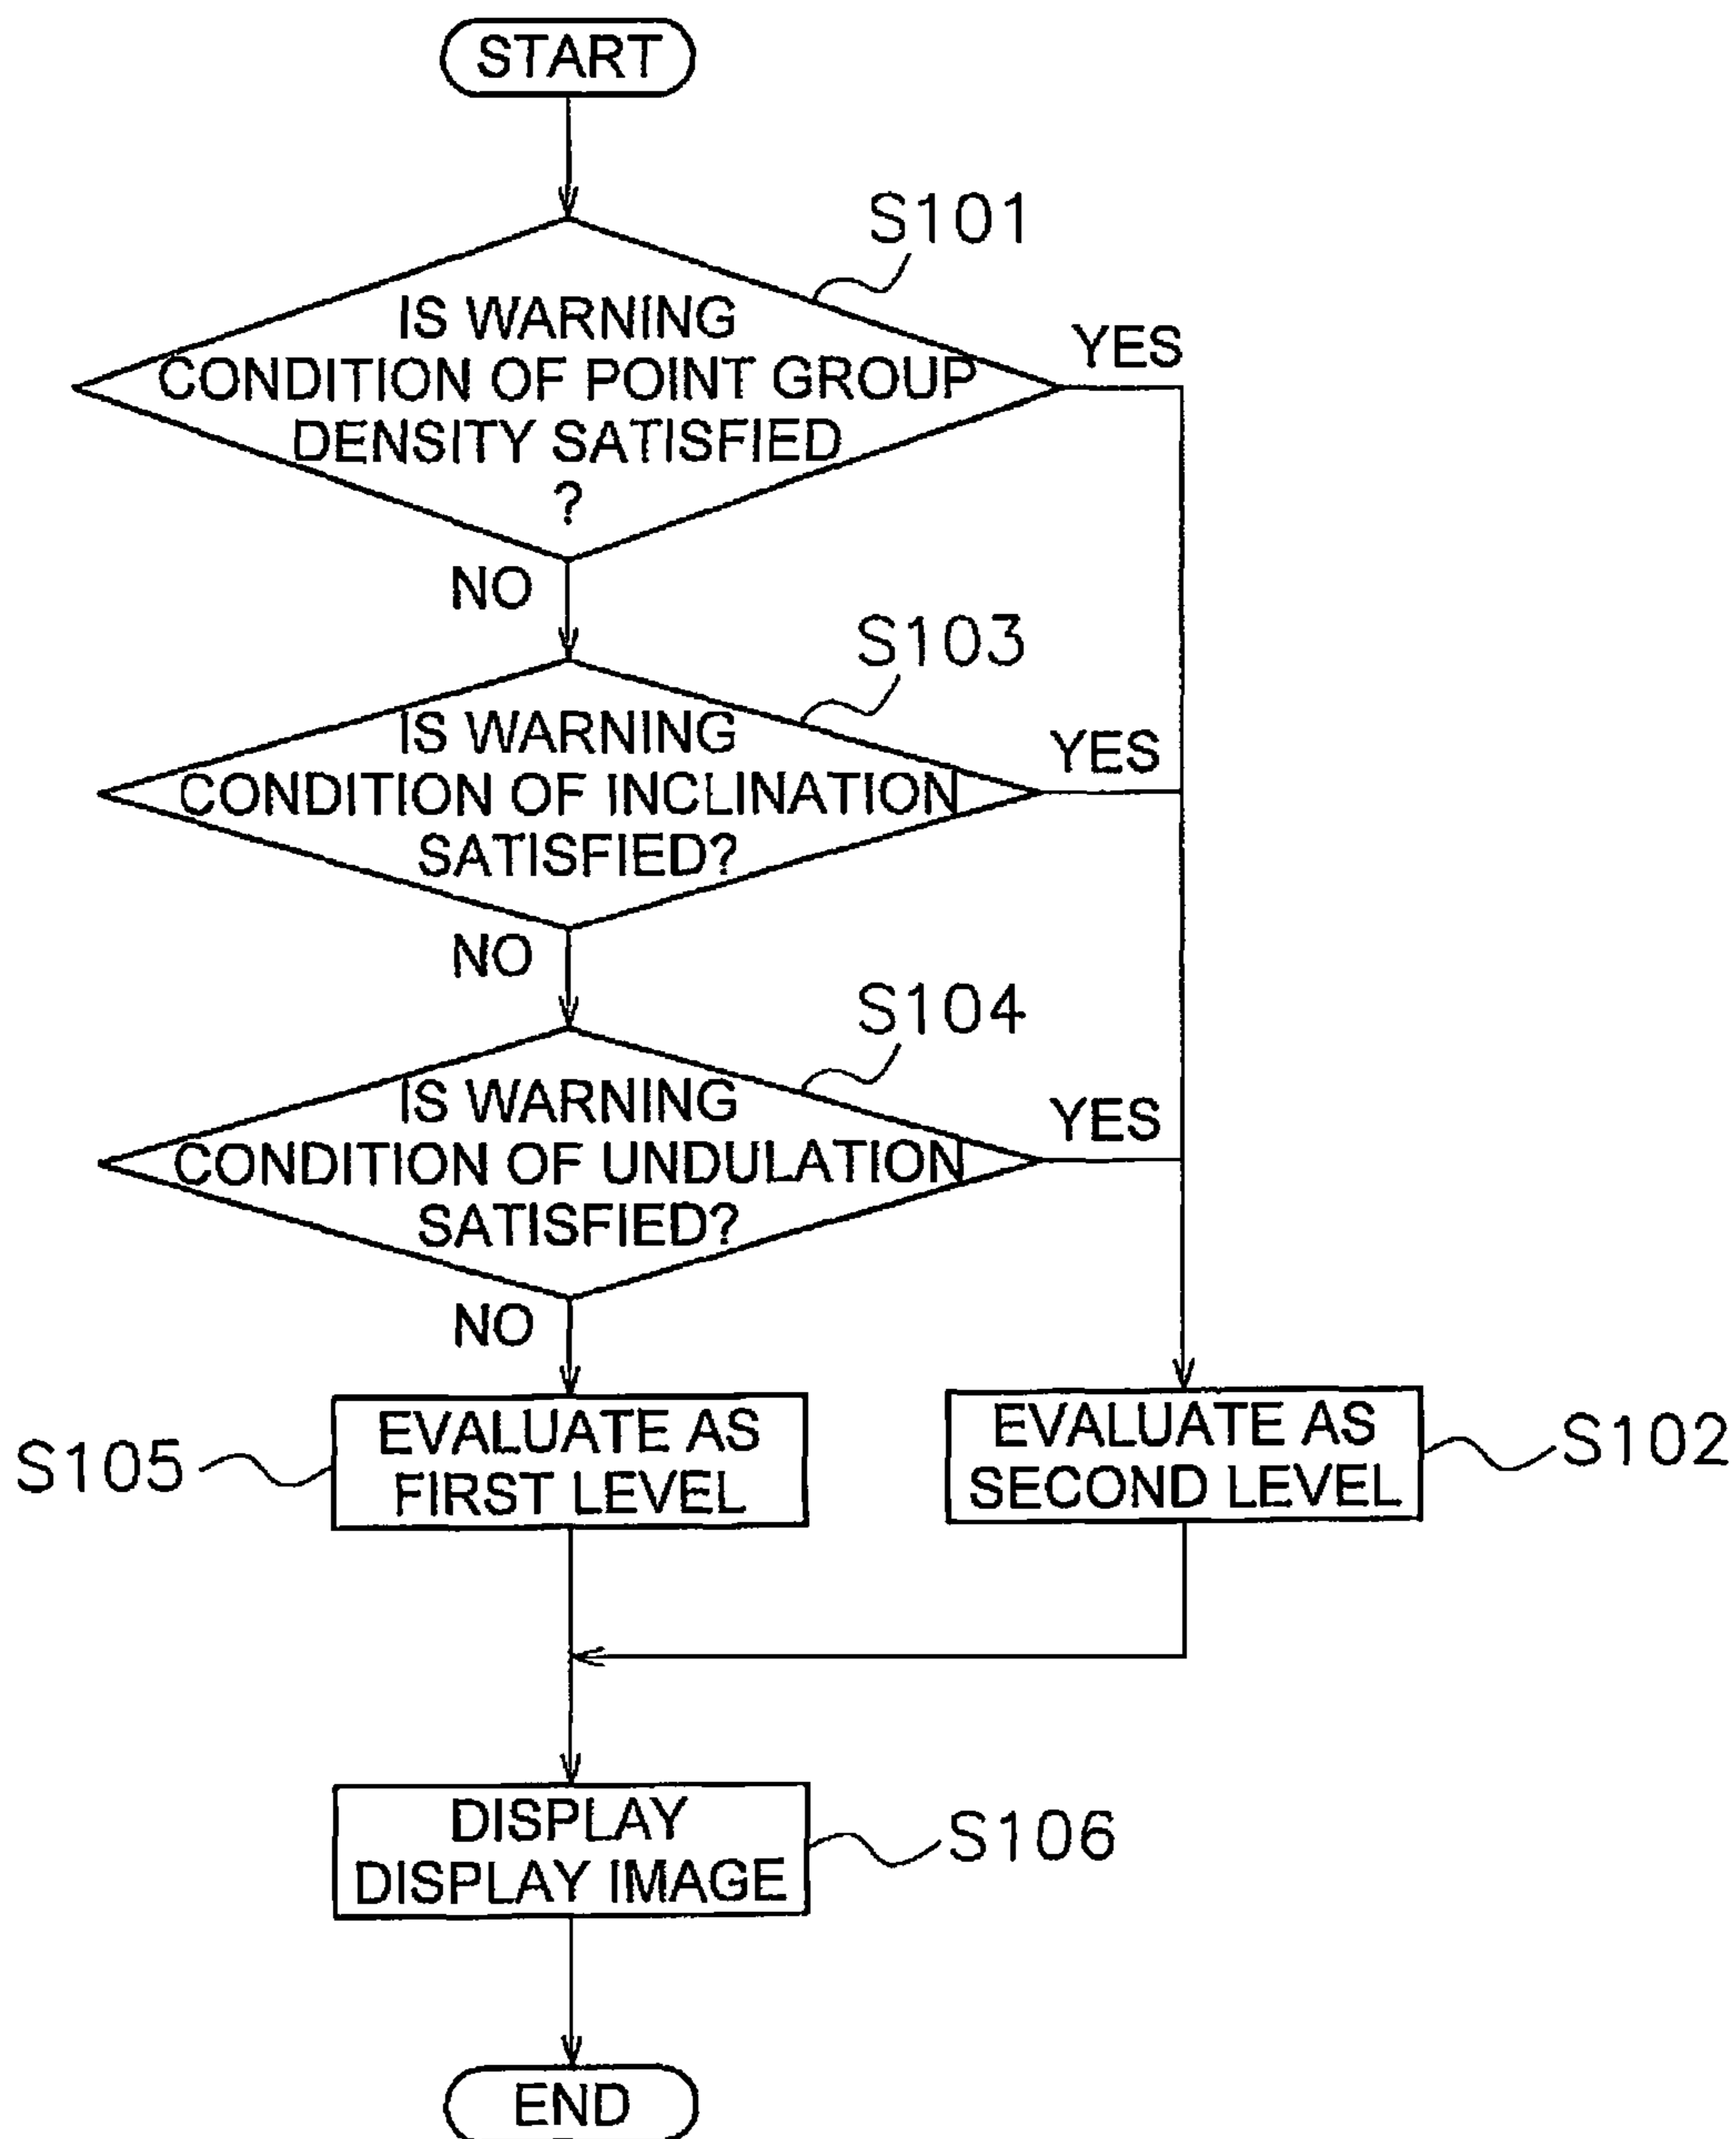 START
S101
IS WARNING
CONDITION OF POINT GROUP
DENSITY SATISFIED
?
YES
NO
S103
IS WARNING
CONDITION OF INCLINATION
SATISFIED?
YES
NO
S104
IS WARNING
CONDITION OF UNDULATION
SATISFIED?
YES
NO
S105
EVALUATE AS
FIRST LEVEL
EVALUATE AS
SECOND LEVEL
S102
DISPLAY
DISPLAY IMAGE
S106
END